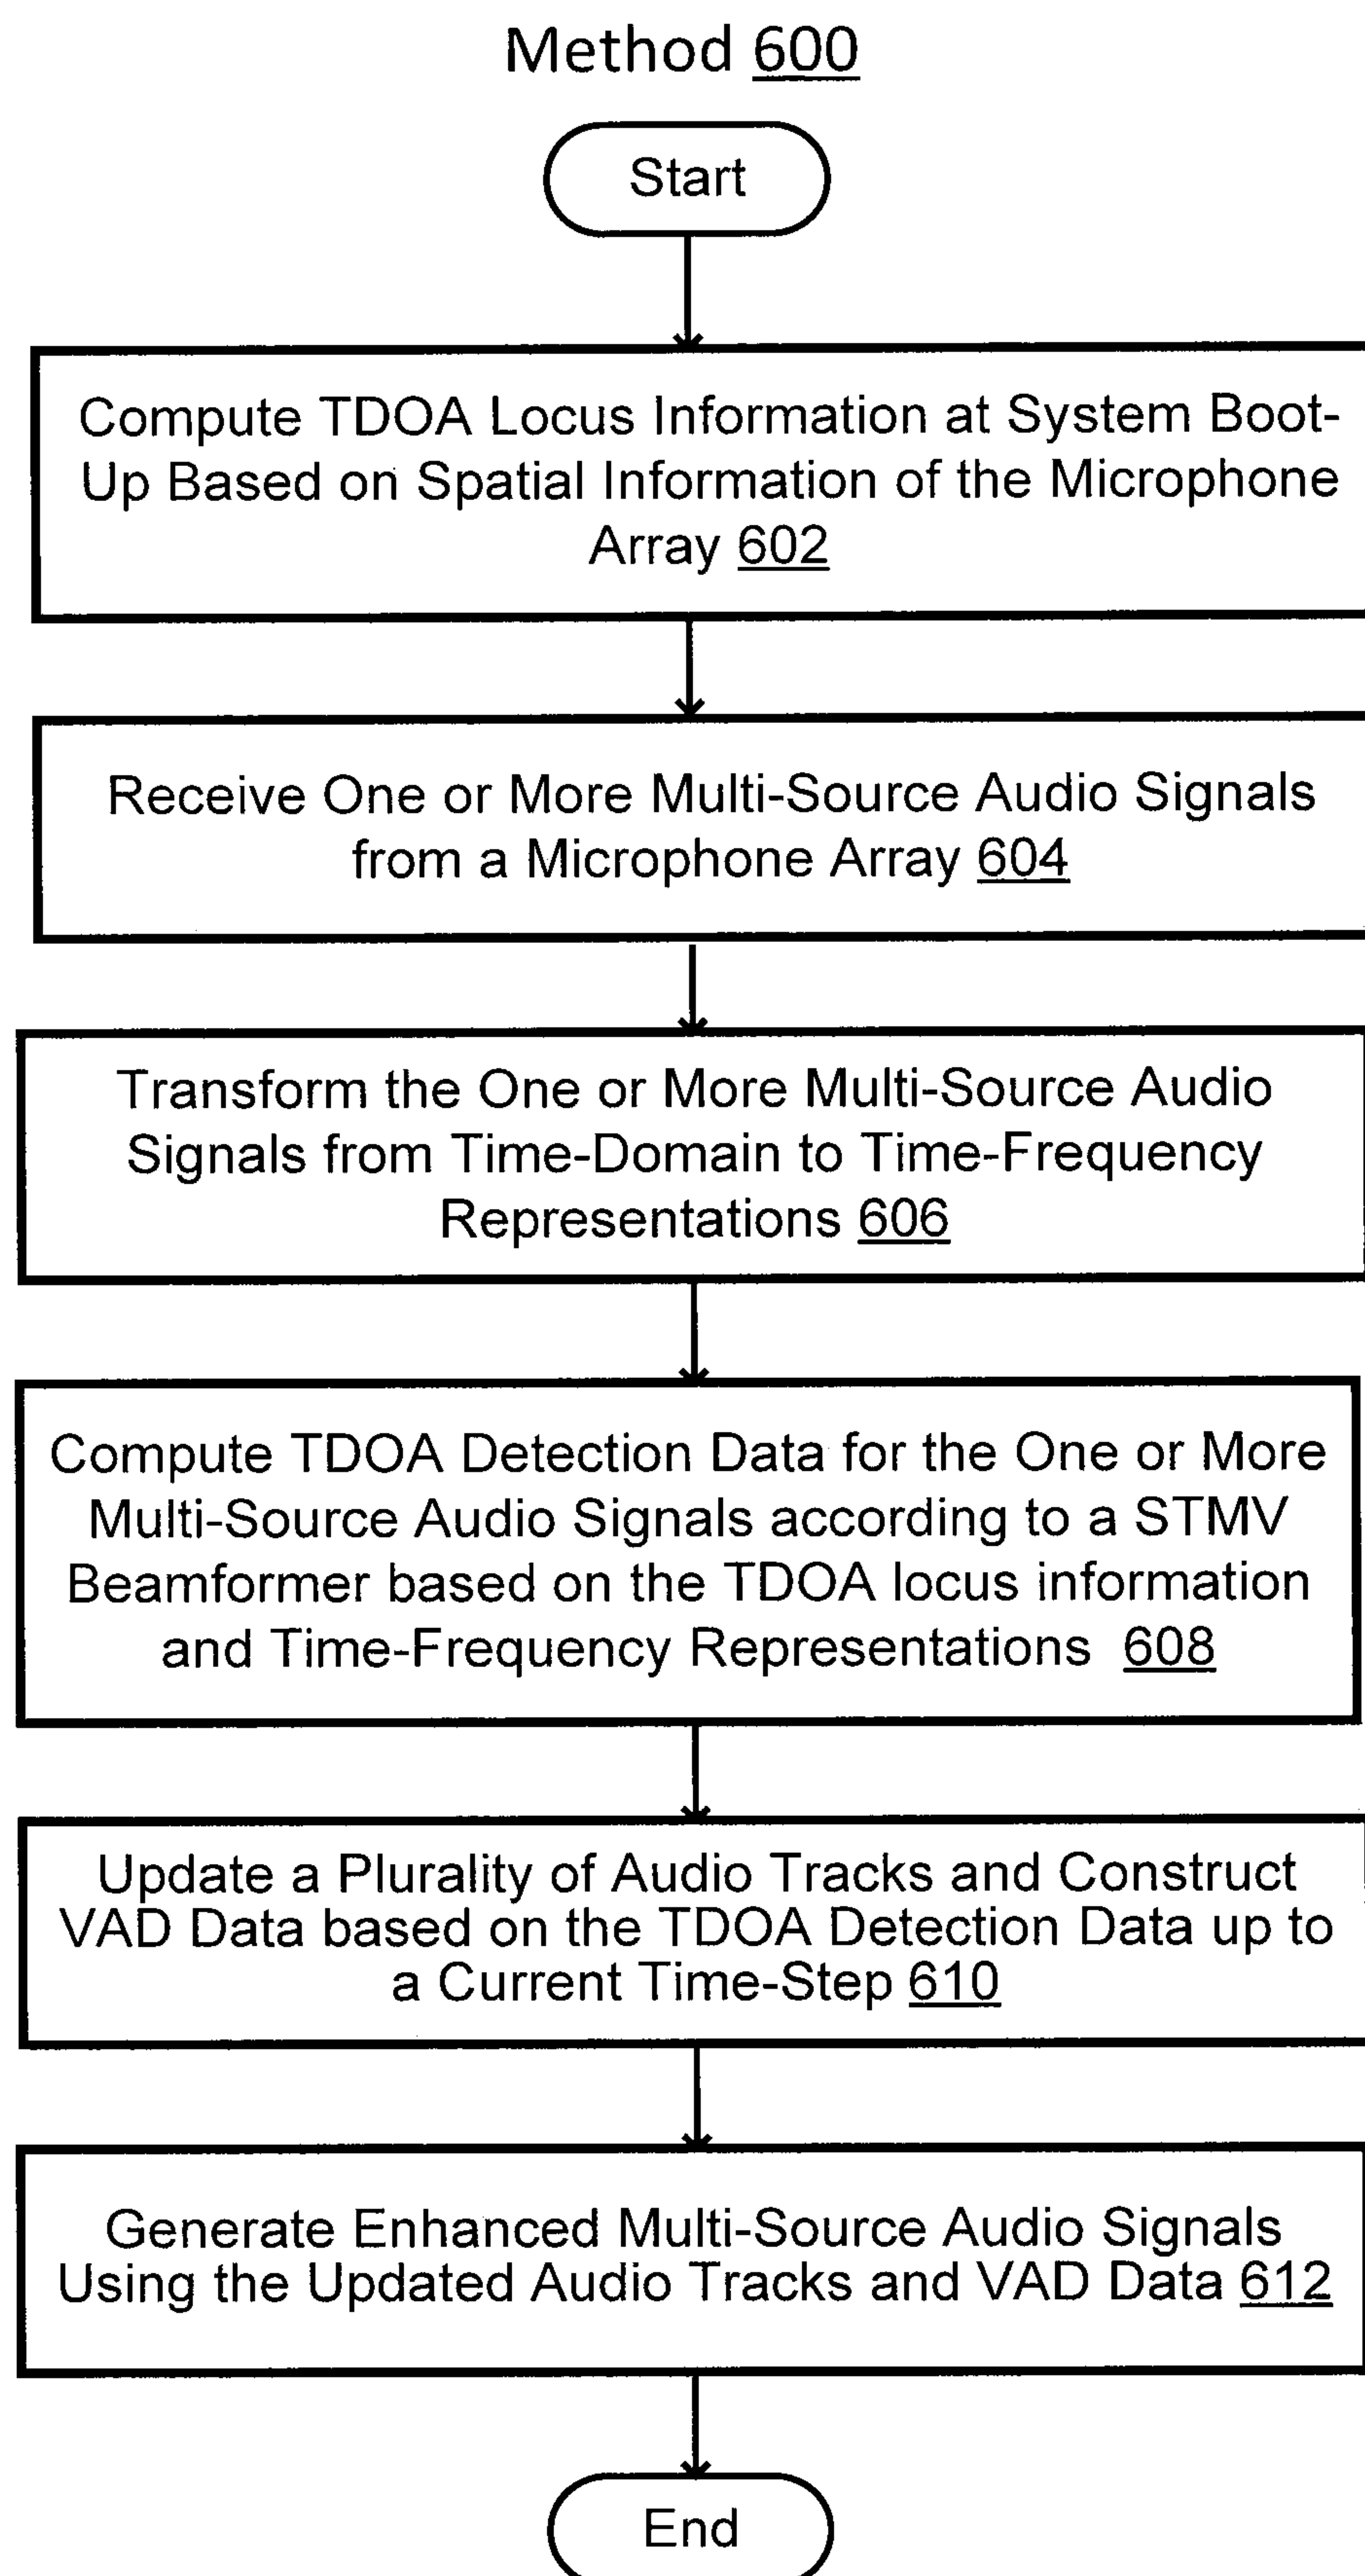 Method 600
Start
Compute TDOA Locus Information at System Boot-
Up Based on Spatial Information of the Microphone
Array 602
Receive One or More Multi-Source Audio Signals
from a Microphone Array 604
Transform the One or More Multi-Source Audio
Signals from Time-Domain to Time-Frequency
Representations 606
Compute TDOA Detection Data for the One or More
Multi-Source Audio Signals according to a STMV
Beamformer based on the TDOA locus information
and Time-Frequency Representations 608
Update a Plurality of Audio Tracks and Construct
VAD Data based on the TDOA Detection Data up to
a Current Time-Step 610
Generate Enhanced Multi-Source Audio Signals
Using the Updated Audio Tracks and VAD Data 612
End